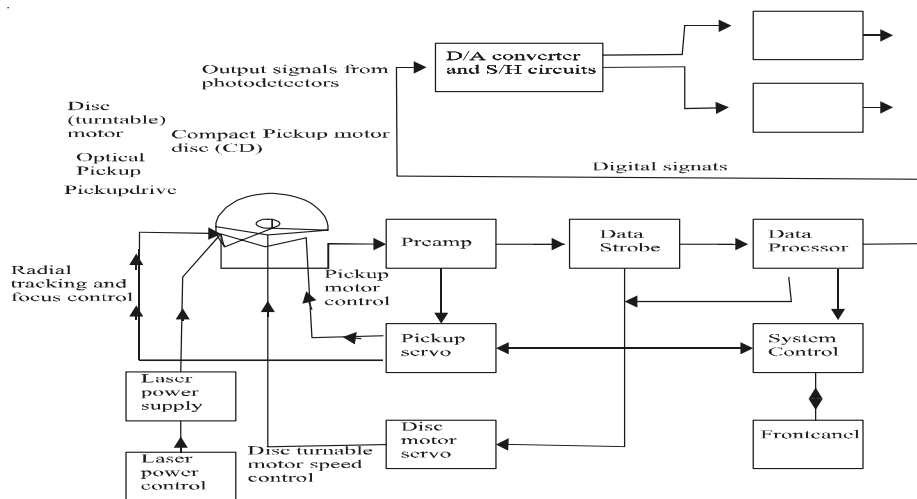 D/A converter
and S/H circuits
Output signals from
photodetectors
Disc
(turntable)
motor
Compact Pickup motor
disc (CD)
Optical
Pickup
Pickupdrive
Digital signats
Preamp
Data
Strobe
Data
Procssor
Radial
tracking and
focus control
Pickup
motor
control
Pickup
servo
System
Control
Laser
power
supply
Disc
motor
servo
Frontcanel
Disc turnable
motor speed
control
Laser
power
control